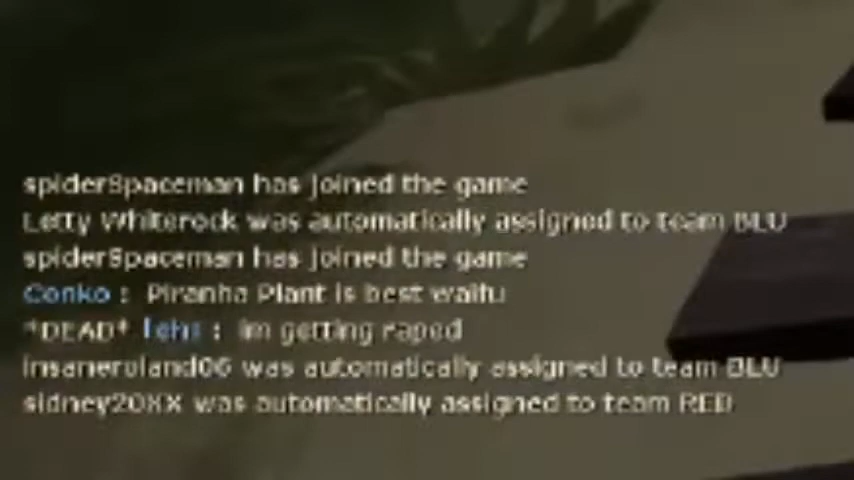 spiderSpaceman has joined the game
Letty Whiterock was automatically assigned to team BLU
spiderSpaceman has joined the game
Conko : Piranha Plant is best waifu
*DEAD* : im getting raped
insaneroland06 was automatically assigned to team BLU
sidney20XX was automatically assigned to team RED